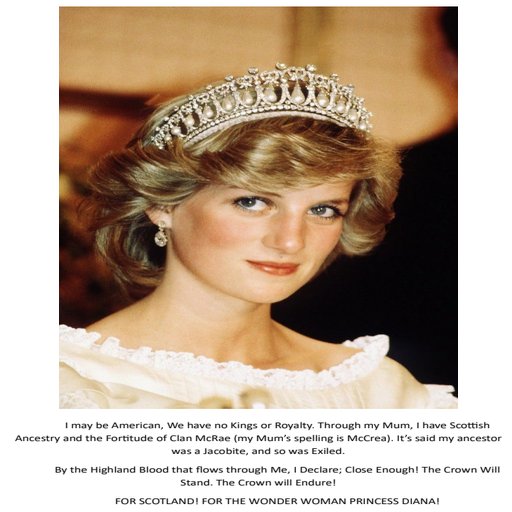 I may be American, We have no Kings or Royalty. Through my Mum, I have Scottish
Ancestry and the Fortitude of Clan McRae (my Mum’s spelling is McCrea). It’s said my ancestor
was a Jacobite, and so was Exiled.
By the Highland Blood that flows through Me, I Declare; Close Enough! The Crown Will
Stand. The Crown will Endure!
FOR SCOTLAND! FOR THE WONDER WOMAN PRINCESS DIANA!